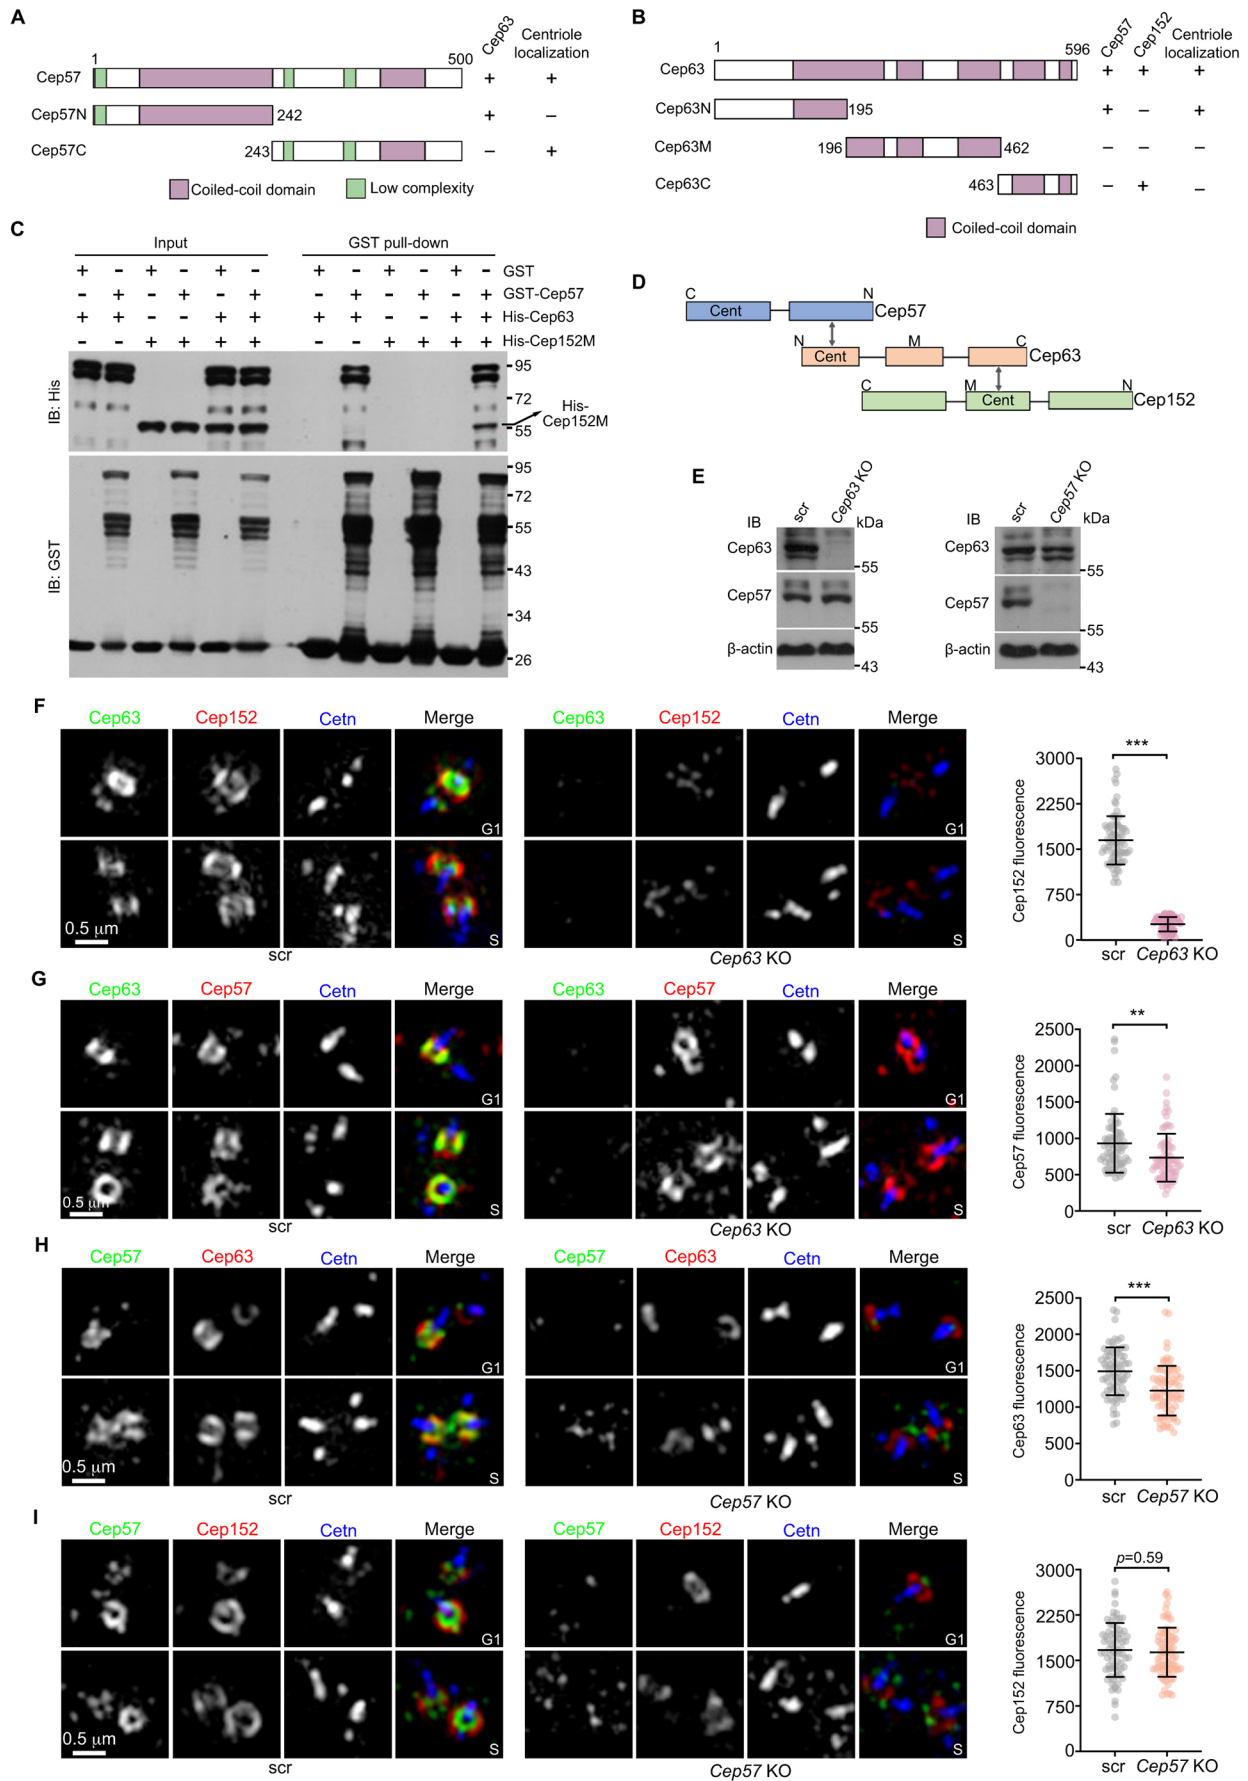 A
Cep63
Centriole
localization
1
500
Cep57
+ +
Cep57N
242
+ –
Cep57C
243
– +
Coiled-coil domain
Low complexity
B
Cep57
Cep152
Centriole
localization
1
596
Cep63
+ + +
Cep63N
195
+ – +
Cep63M
196
462
– – –
Cep63C
463
– + –
Coiled-coil domain
C
Input
GST pull-down
+ - + - + - + - + - + - GST
- + - + - + - + - + - + GST-Cep57
+ + - - + + + + - - + + His-Cep63
- - + + + + - - + + + + His-Cep152M
IB: His
95
72
55
His-
Cep152M
IB: GST
95
72
55
43
34
26
D
C
N
Cent
Cep57
N
M
C
Cent
Cep63
C
M
N
Cent
Cep152
E
IB
scr
Cep63 KO
kDa
Cep63
55
Cep57
55
β-actin
43
IB
scr
Cep57 KO
kDa
Cep63
55
Cep57
55
β-actin
43
F
Cep63 Cep152 Cetn Merge
Cep63 Cep152 Cetn Merge
G1
G1
0.5 μm
S
S
scr
Cep63 KO
Cep152 fluorescence
3000
2250
1500
750
0
***
scr Cep63 KO
G
Cep63 Cep57 Cetn Merge
Cep63 Cep57 Cetn Merge
G1
G1
0.5 μm
S
S
scr
Cep63 KO
Cep57 fluorescence
2500
2000
1500
1000
500
0
**
scr Cep63 KO
H
Cep57 Cep63 Cetn Merge
Cep57 Cep63 Cetn Merge
G1
G1
0.5 μm
S
S
scr
Cep57 KO
Cep63 fluorescence
2500
2000
1500
1000
500
0
***
scr Cep57 KO
I
Cep57 Cep152 Cetn Merge
Cep57 Cep152 Cetn Merge
G1
G1
0.5 μm
S
S
scr
Cep57 KO
Cep152 fluorescence
3000
2250
1500
750
0
p=0.59
scr Cep57 KO